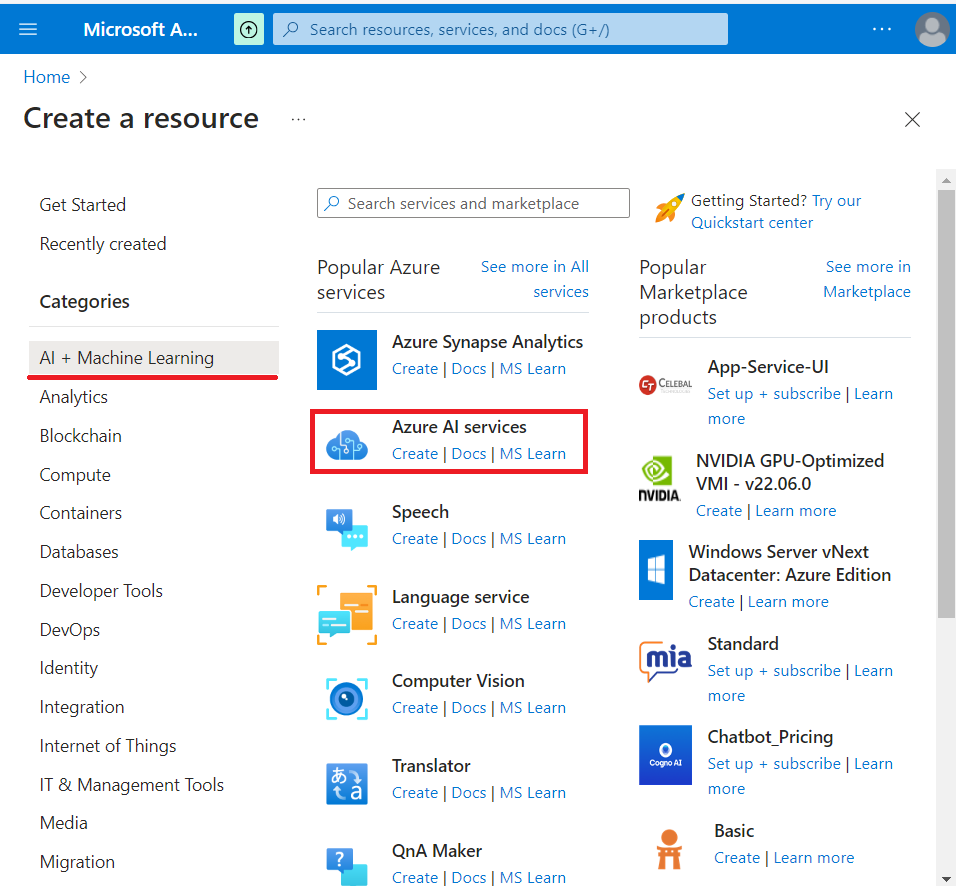 Microsoft A...
Search resources, services, and docs (G+/)
...
Home >
Create a resource
...
Get Started
Recently created
Categories
AI + Machine Learning
Analytics
Blockchain
Compute
Containers
Databases
Developer Tools
DevOps
Identity
Integration
Internet of Things
IT & Management Tools
Media
Migration
Search services and marketplace
Popular Azure
services
See more in All
services
Azure Synapse Analytics
Create | Docs | MS Learn
Azure AI services
Create | Docs | MS Learn
Speech
Create | Docs | MS Learn
Language service
Create | Docs | MS Learn
Computer Vision
Create | Docs | MS Learn
あ
a
Translator
Create | Docs | MS Learn
?
QnA Maker
Create | Docs | MS Learn
Getting Started? Try our
Quickstart center
Popular
Marketplace
products
See more in
Marketplace
CT CELEBAL
App-Service-UI
Set up + subscribe | Learn
more
NVIDIA.
NVIDIA GPU-Optimized
VMI - v22.06.0
Create | Learn more
Windows Server vNext
Datacenter: Azure Edition
Create | Learn more
mia
Standard
Set up + subscribe | Learn
more
Cogno AI
Chatbot_Pricing
Set up + subscribe | Learn
more
Basic
Create | Learn more